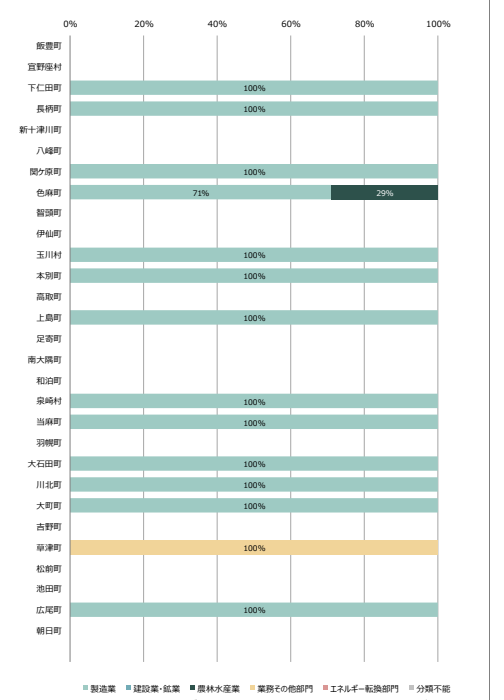 0% 20% 40% 60% 80% 100%
飯豊町
宜野座村
下仁田町 100%
長柄町 100%
新十津川町
八峰町
関ケ原町 100%
色麻町 71% 29%
智頭町
伊仙町
玉川村 100%
本別町 100%
高取町
上島町 100%
足寄町
南大隅町
和泊町
泉崎村 100%
当麻町 100%
羽幌町
大石田町 100%
川北町 100%
大町町 100%
吉野町
草津町 100%
松前町
池田町
広尾町 100%
朝日町
製造業 建設業・鉱業 農林水産業 業務その他部門 エネルギー転換部門 分類不能